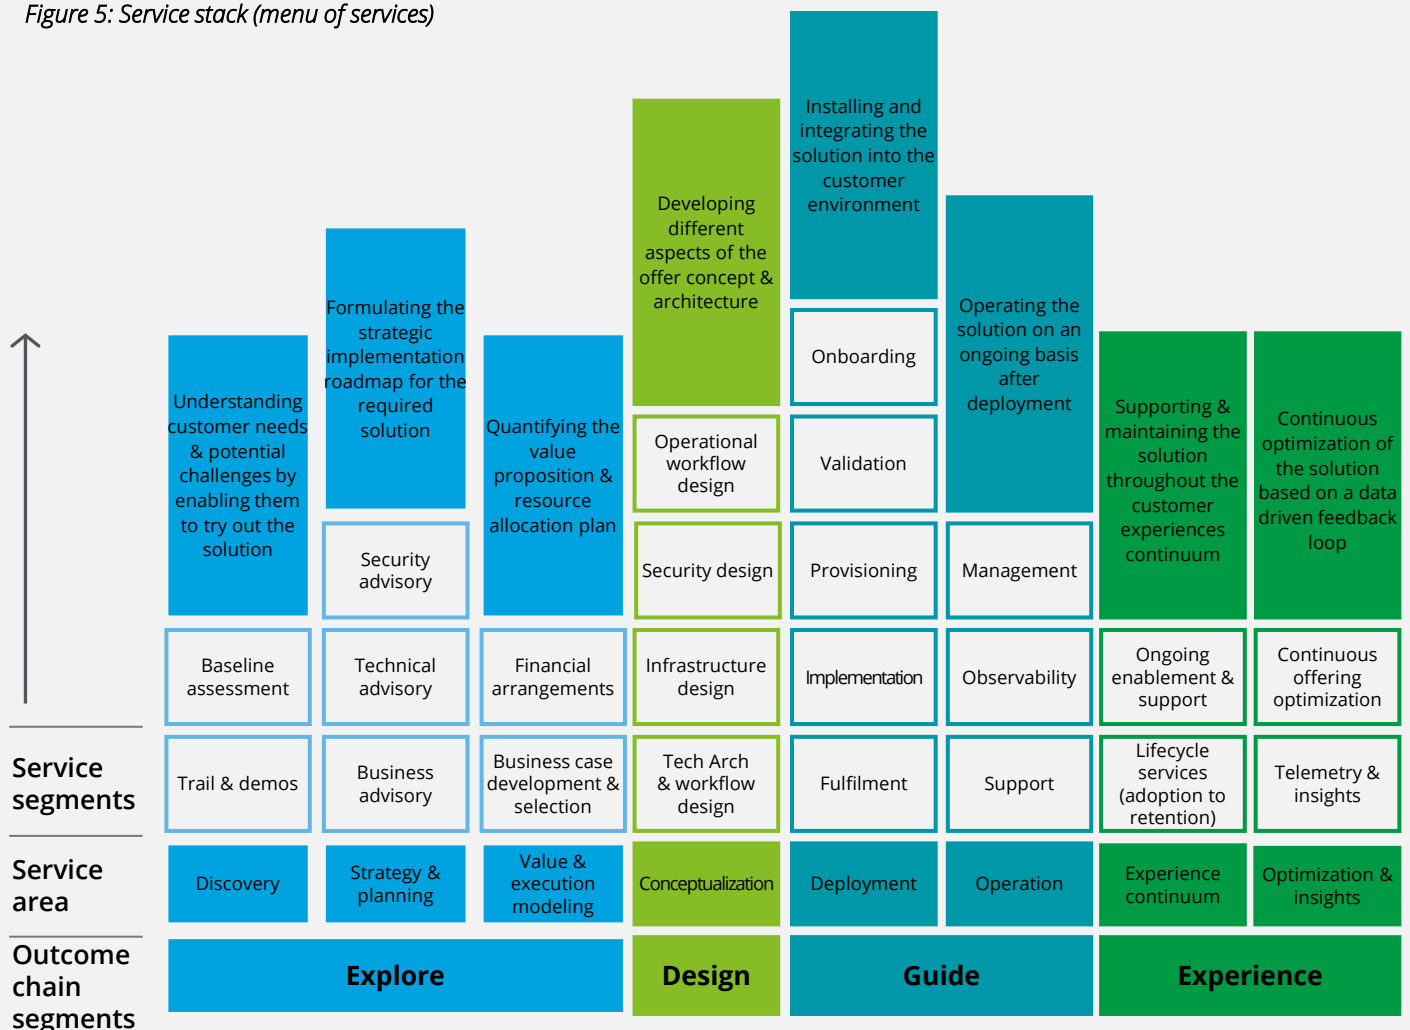 Figure 5: Service stack (menu of services)
Understanding
customer needs
& potential
challenges by
enabling them
to try out the
solution
Baseline
assessment
Trail & demos
Discovery
Formulating the
strategic
implementation
roadmap for the
required
solution
Security
advisory
Technical
advisory
Business
advisory
Strategy &
planning
Quantifying the
value
proposition &
resource
allocation plan
Financial
arrangements
Business case
development &
selection
Value &
execution
modeling
Developing
different
aspects of the
offer concept &
architecture
Operational
workflow
design
Security design
Infrastructure
design
Tech Arch
& workflow
design
Conceptualization
Installing and
integrating the
solution into the
customer
environment
Onboarding
Validation
Provisioning
Implementation
Fulfilment
Deployment
Operating the
solution on an
ongoing basis
after
deployment
Management
Observability
Support
Operation
Supporting &
maintaining the
solution
throughout the
customer
experiences
continuum
Ongoing
enablement &
support
Lifecycle
services
(adoption to
retention)
Experience
continuum
Continuous
optimization of
the solution
based on a data
driven feedback
loop
Continuous
offering
optimization
Telemetry &
insights
Optimization &
insights
Service
segments
Service
area
Outcome
chain
segments
Explore
Design
Guide
Experience